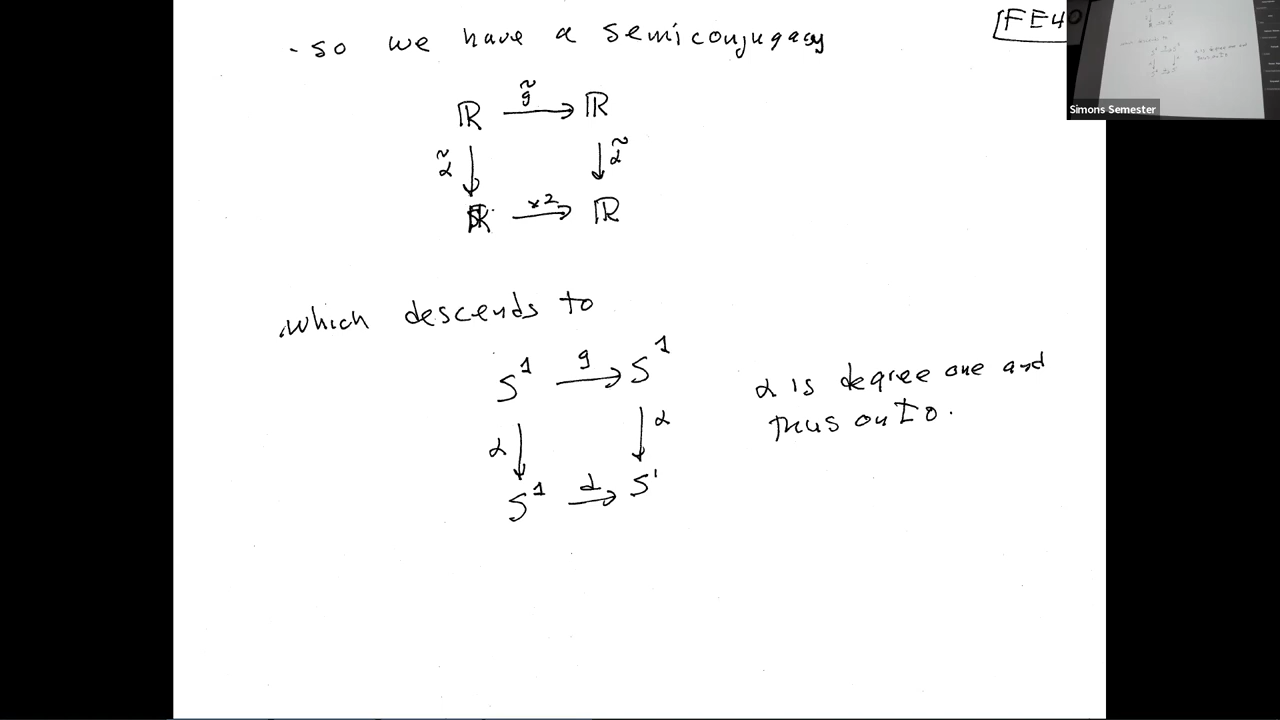 · so we have a semiconjugacy
FE40
Simons Semester
ℝ g̃ ℝ
α̃ α̃
ℝ ×2 ℝ
. which descends to
S¹ g S¹
α α
S¹ d S¹
α is degree one and
thus onto.